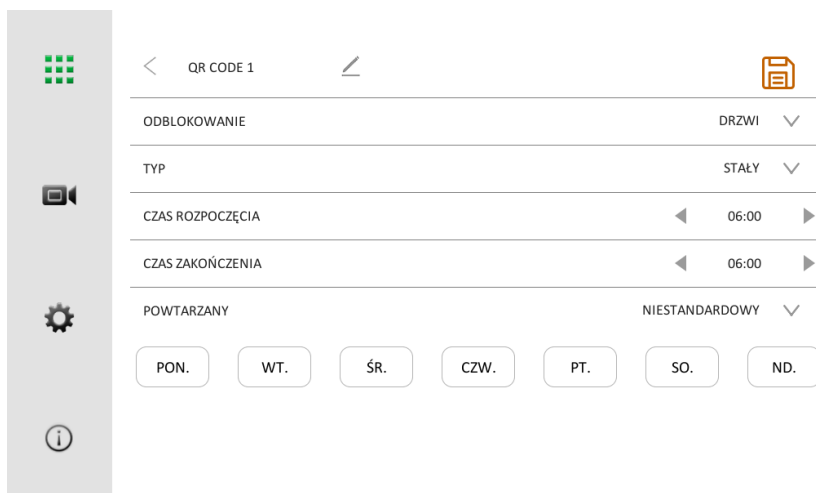 QR CODE 1
ODBLOKOWANIE DRZWI
TYP STAŁY
CZAS ROZPOCZĘCIA 06:00
CZAS ZAKOŃCZENIA 06:00
POWTARZANY NIESTANDARDOWY
PON. WT. ŚR. CZW. PT. SO. ND.